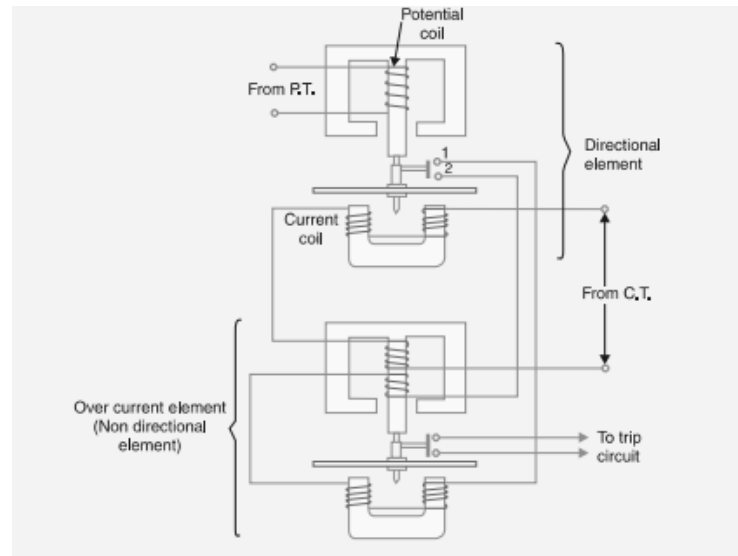 Potential
coil
From P.T.
1
2
Directional
element
Current
coil
From C.T.
Over current element
(Non directional
element)
To trip
circuit